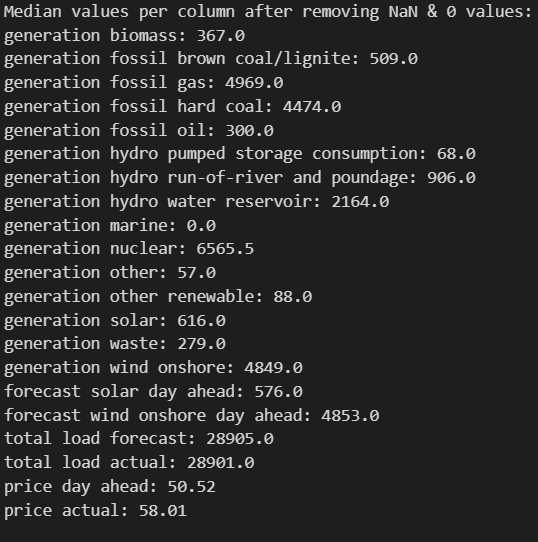 Median values per column after removing NaN & 0 values:
generation biomass: 367.0
generation fossil brown coal/lignite: 509.0
generation fossil gas: 4969.0
generation fossil hard coal: 4474.0
generation fossil oil: 300.0
generation hydro pumped storage consumption: 68.0
generation hydro run-of-river and poundage: 906.0
generation hydro water reservoir: 2164.0
generation marine: 0.0
generation nuclear: 6565.5
generation other: 57.0
generation other renewable: 88.0
generation solar: 616.0
generation waste: 279.0
generation wind onshore: 4849.0
forecast solar day ahead: 576.0
forecast wind onshore day ahead: 4853.0
total load forecast: 28905.0
total load actual: 28901.0
price day ahead: 50.52
price actual: 58.01